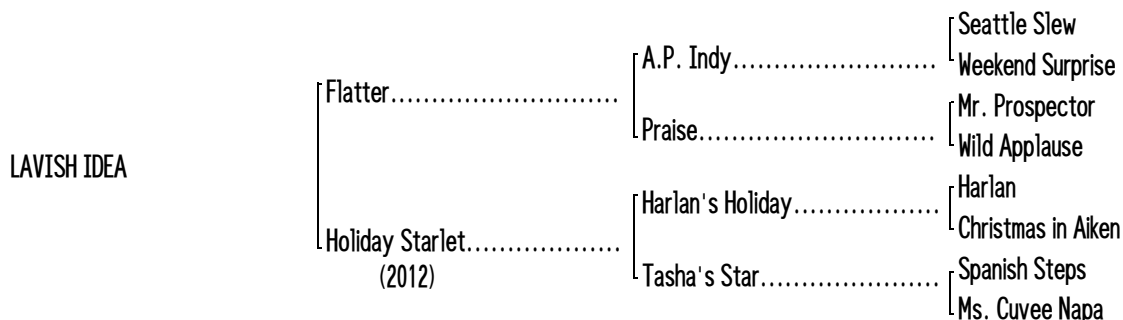 Seattle Slew
A.P. Indy........................
Weekend Surprise
Flatter............................
Mr. Prospector
Praise.............................
Wild Applause
LAVISH IDEA
Harlan
Harlan's Holiday..................
Christmas in Aiken
Holiday Starlet...................
(2012)
Spanish Steps
Tasha's Star......................
Ms. Cuvee Napa